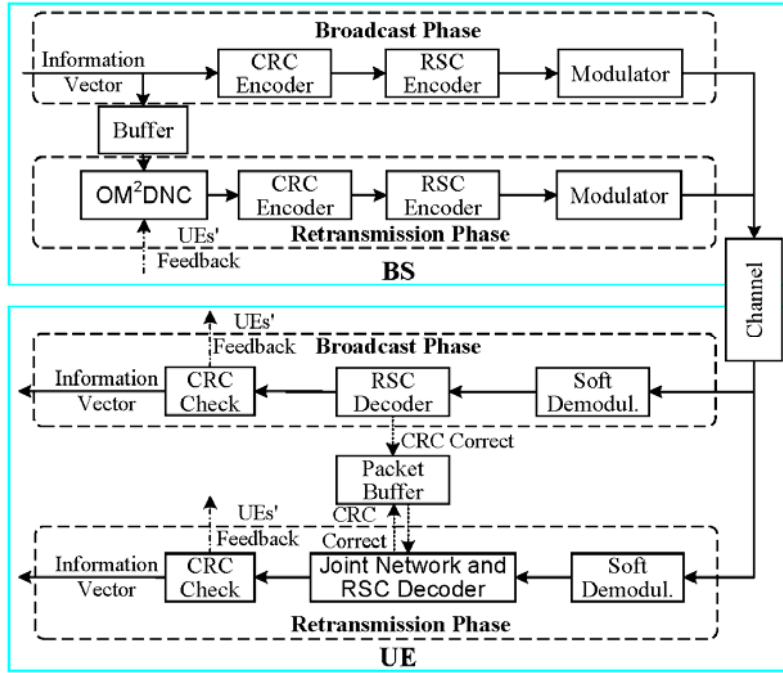 Broadcast Phase
Information
Vector
CRC
Encoder
RSC
Encoder
Modulator
Buffer
OM²DNC
CRC
Encoder
RSC
Encoder
Modulator
UEs'
Feedback
Retransmission Phase
BS
Channel
UEs'
Feedback
Broadcast Phase
Information
Vector
CRC
Check
RSC
Decoder
Soft
Demodul.
CRC Correct
Packet
Buffer
UEs'
Feedback
CRC
Correct
Information
Vector
CRC
Check
Joint Network and
RSC Decoder
Soft
Demodul.
Retransmission Phase
UE